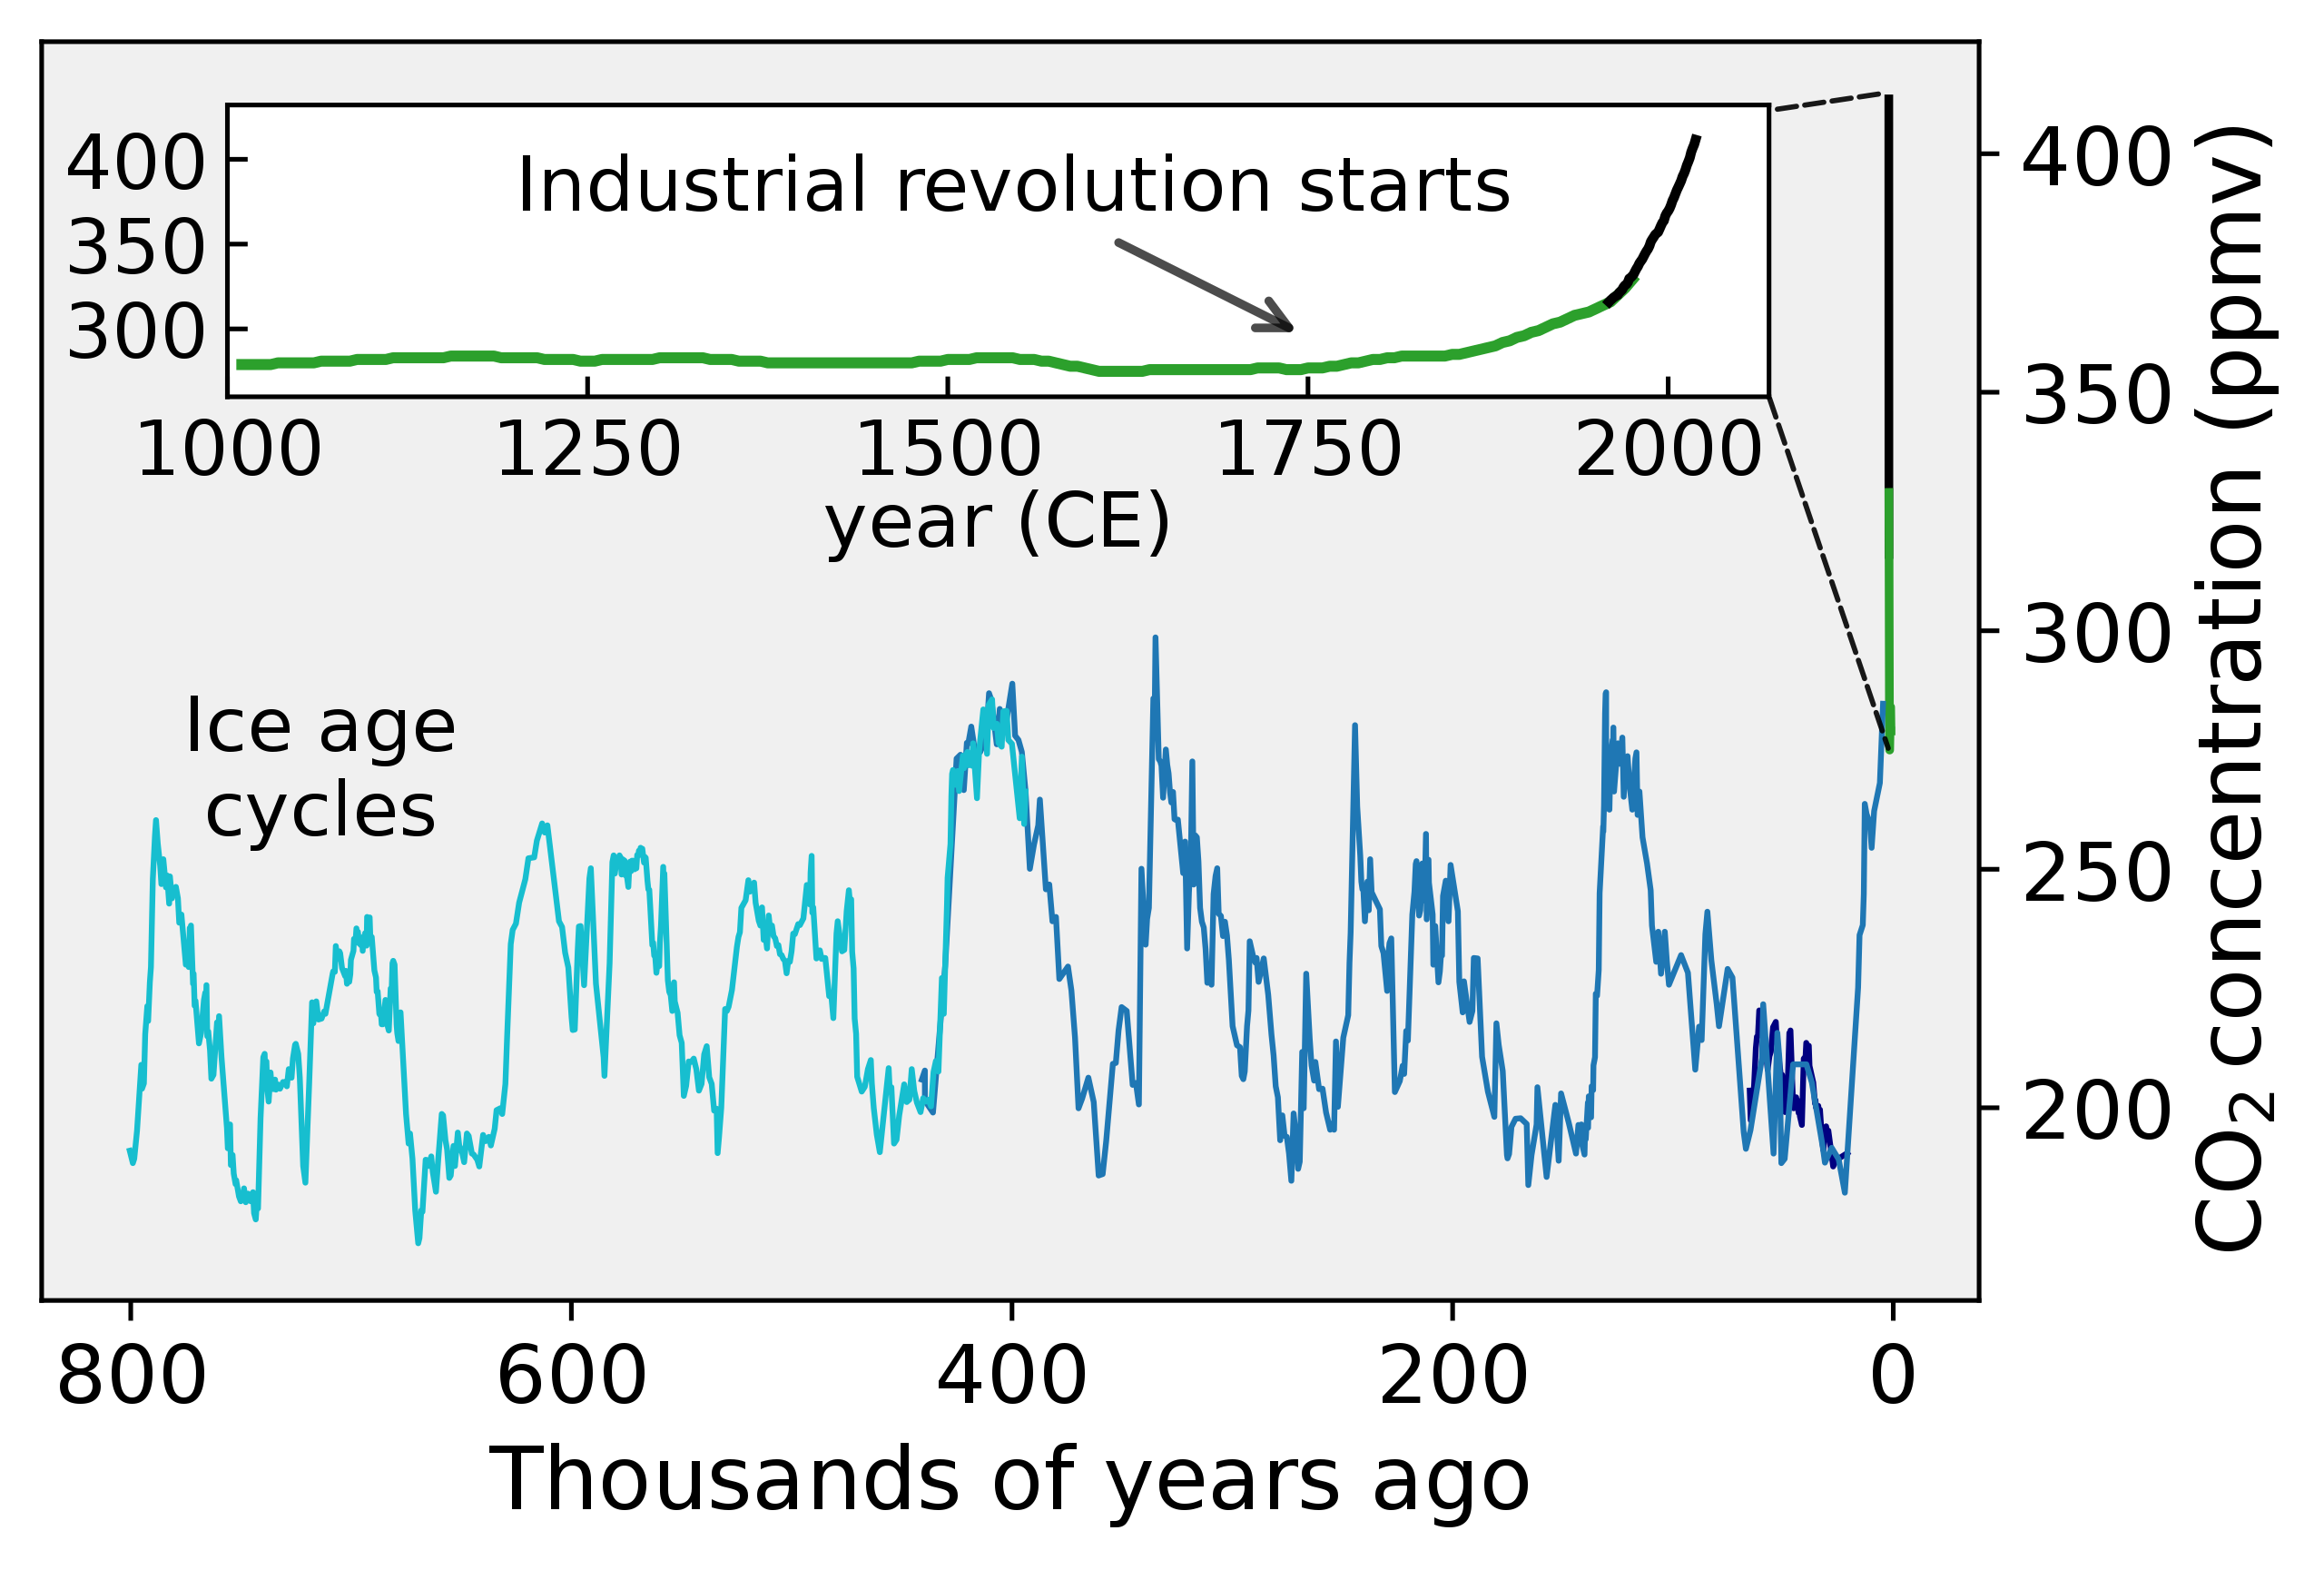 400
350
300
Industrial revolution starts
1000 1250 1500 1750 2000
year (CE)
Ice age
cycles
400
350
300
250
200
CO₂ concentration (ppmv)
800 600 400 200 0
Thousands of years ago